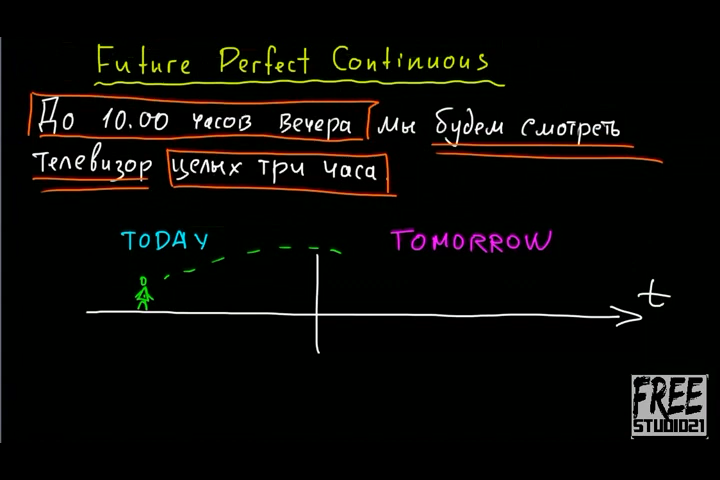 Future Perfect Continuous
До 10.00 часов вечера мы будем смотреть
телевизор целых три часа
TODAY
TOMORROW
t
FREE
STUDIO21